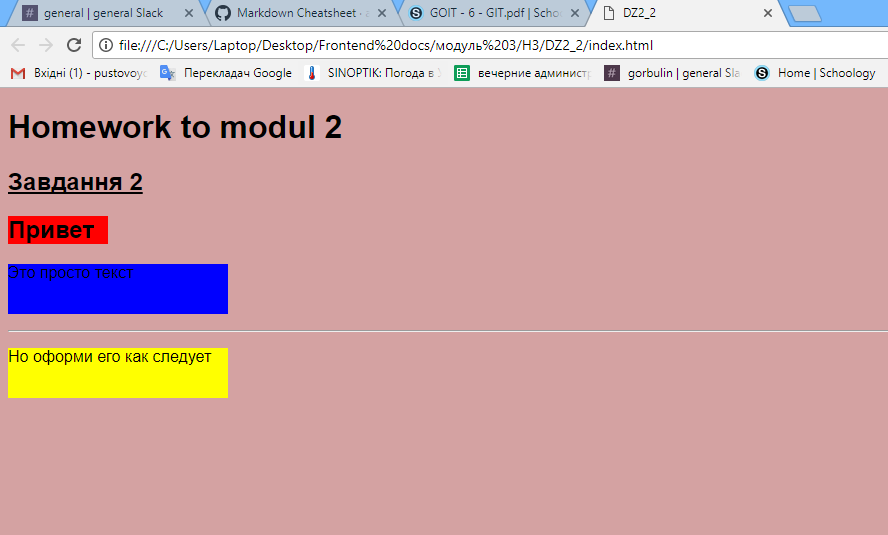 general | general Slack
Markdown Cheatsheet ·
GOIT - 6 - GIT.pdf | Schoo
DZ2_2
file:///C:/Users/Laptop/Desktop/Frontend%20docs/модуль%203/H3/DZ2_2/index.html
Вхідні (1) - pustovoy
Перекладач Google
SINOPTIK: Погода в
вечерние админист
gorbulin | general Sla
Home | Schoology
Homework to modul 2
Завдання 2
Привет
Это просто текст
Но оформи его как следует